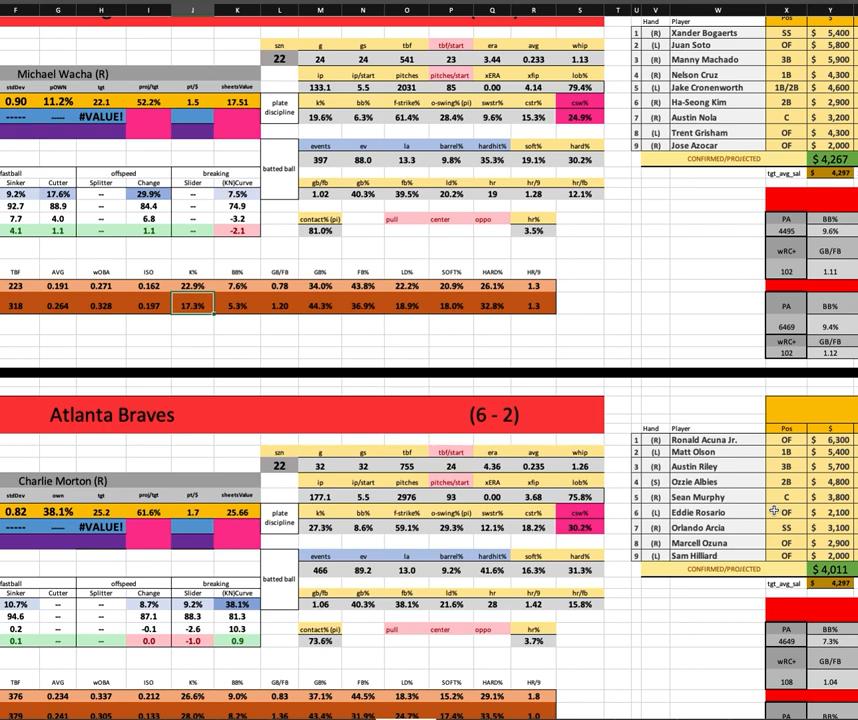 F G H I J K L M N O P Q R S T U V W X Y
Hand Player Pos $
1 (R) Xander Bogaerts SS $ 5,400
2 (L) Juan Soto OF $ 5,800
3 (R) Manny Machado 3B $ 5,900
4 (R) Nelson Cruz 1B $ 4,300
5 (L) Jake Cronenworth 1B/2B $ 4,600
6 (R) Ha-Seong Kim 2B $ 2,900
7 (R) Austin Nola C $ 3,200
8 (L) Trent Grisham OF $ 4,300
9 (R) Jose Azocar OF $ 2,000
CONFIRMED/PROJECTED $ 4,267
tgt_avg_sal $ 4,297
szn g gs tbf tbf/start era avg whip
22 24 24 541 23 3.44 0.233 1.13
Michael Wacha (R)
ip ip/start pitches pitches/start xERA xfip lob%
133.1 5.5 2031 85 0.00 4.14 79.4%
stdDev pOWN tgt proj/tgt pt/$ sheetsValue
0.90 11.2% 22.1 52.2% 1.5 17.51
----- ---- #VALUE!
plate discipline
k% bb% f-strike% o-swing% (pi) swstr% cstr% csw%
19.6% 6.3% 61.4% 28.4% 9.6% 15.3% 24.9%
batted ball
events ev la barrel% hardhit% soft% hard%
397 88.0 13.3 9.8% 35.3% 19.1% 30.2%
gb/fb gb% fb% ld% hr hr/9 hr/fb
1.02 40.3% 39.5% 20.2% 19 1.28 12.1%
contact% (pi) pull center oppo hr%
81.0% 3.5%
fastball offspeed breaking
Sinker Cutter Splitter Change Slider (KN)Curve
9.2% 17.6% -- 29.9% -- 7.5%
92.7 88.9 -- 84.4 -- 74.9
7.7 4.0 -- 6.8 -- -3.2
4.1 1.1 -- 1.1 -- -2.1
PA BB%
4495 9.6%
wRC+ GB/FB
102 1.11
TBF AVG wOBA ISO K% BB% GB/FB GB% FB% LD% SOFT% HARD% HR/9
223 0.191 0.271 0.162 22.9% 7.6% 0.78 34.0% 43.8% 22.2% 20.9% 26.1% 1.3
318 0.264 0.328 0.197 17.3% 5.3% 1.20 44.3% 36.9% 18.9% 18.0% 32.8% 1.3
PA BB%
6469 9.4%
wRC+ GB/FB
102 1.12
Atlanta Braves (6 - 2)
Hand Player Pos $
1 (R) Ronald Acuna Jr. OF $ 6,300
2 (L) Matt Olson 1B $ 5,400
3 (R) Austin Riley 3B $ 5,700
4 (S) Ozzie Albies 2B $ 4,800
5 (R) Sean Murphy C $ 3,800
6 (L) Eddie Rosario OF $ 2,100
7 (R) Orlando Arcia SS $ 3,100
8 (R) Marcell Ozuna OF $ 2,900
9 (L) Sam Hilliard OF $ 2,000
CONFIRMED/PROJECTED $ 4,011
tgt_avg_sal $ 4,297
szn g gs tbf tbf/start era avg whip
22 32 32 755 24 4.36 0.235 1.26
Charlie Morton (R)
ip ip/start pitches pitches/start xERA xfip lob%
177.1 5.5 2976 93 0.00 3.68 75.8%
stdDev own tgt proj/tgt pt/$ sheetsValue
0.82 38.1% 25.2 61.6% 1.7 25.66
----- ---- #VALUE!
plate discipline
k% bb% f-strike% o-swing% (pi) swstr% cstr% csw%
27.3% 8.6% 59.1% 29.3% 12.1% 18.2% 30.2%
batted ball
events ev la barrel% hardhit% soft% hard%
466 89.2 13.0 9.2% 41.6% 16.3% 31.3%
gb/fb gb% fb% ld% hr hr/9 hr/fb
1.06 40.3% 38.1% 21.6% 28 1.42 15.8%
contact% (pi) pull center oppo hr%
73.6% 3.7%
fastball offspeed breaking
Sinker Cutter Splitter Change Slider (KN)Curve
10.7% -- -- 8.7% 9.2% 38.1%
94.6 -- -- 87.1 88.3 81.3
0.2 -- -- -0.1 -2.6 10.3
0.1 -- -- 0.0 -1.0 0.9
PA BB%
4649 7.3%
wRC+ GB/FB
108 1.04
TBF AVG wOBA ISO K% BB% GB/FB GB% FB% LD% SOFT% HARD% HR/9
376 0.234 0.337 0.212 26.6% 9.0% 0.83 37.1% 44.5% 18.3% 15.2% 29.1% 1.8
379 0.241 0.305 0.133 28.0% 8.2% 1.36 43.4% 31.9% 24.7% 17.4% 33.5% 1.0